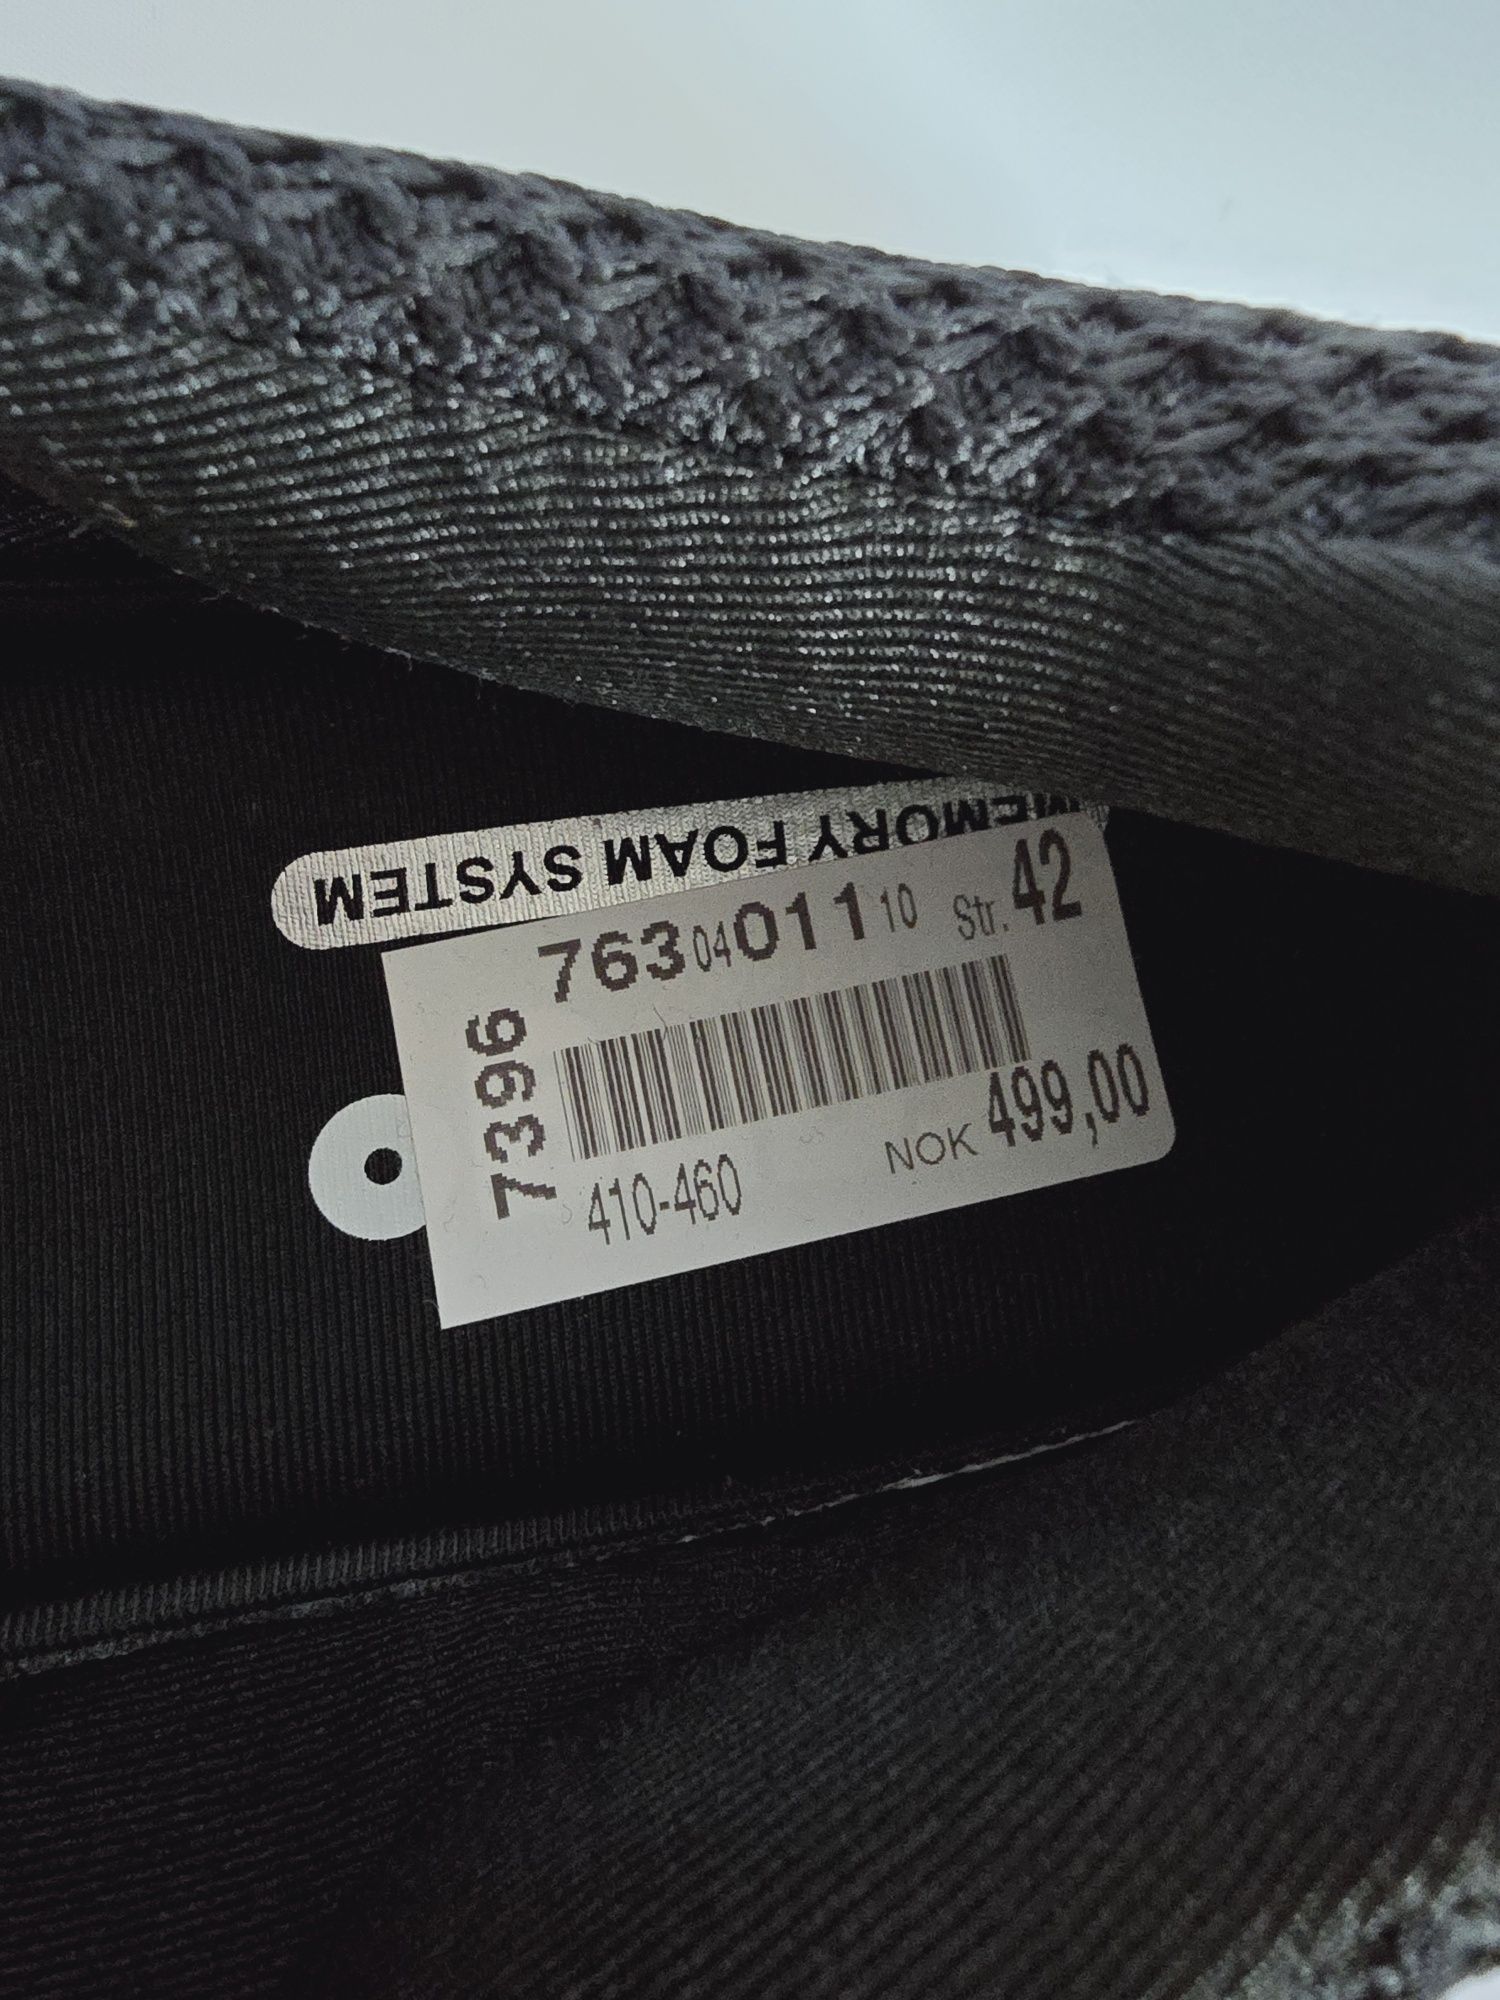 MEMORY FOAM SYSTEM
763 04 011 10 Str. 42
7396
410-460
NOK 499,00